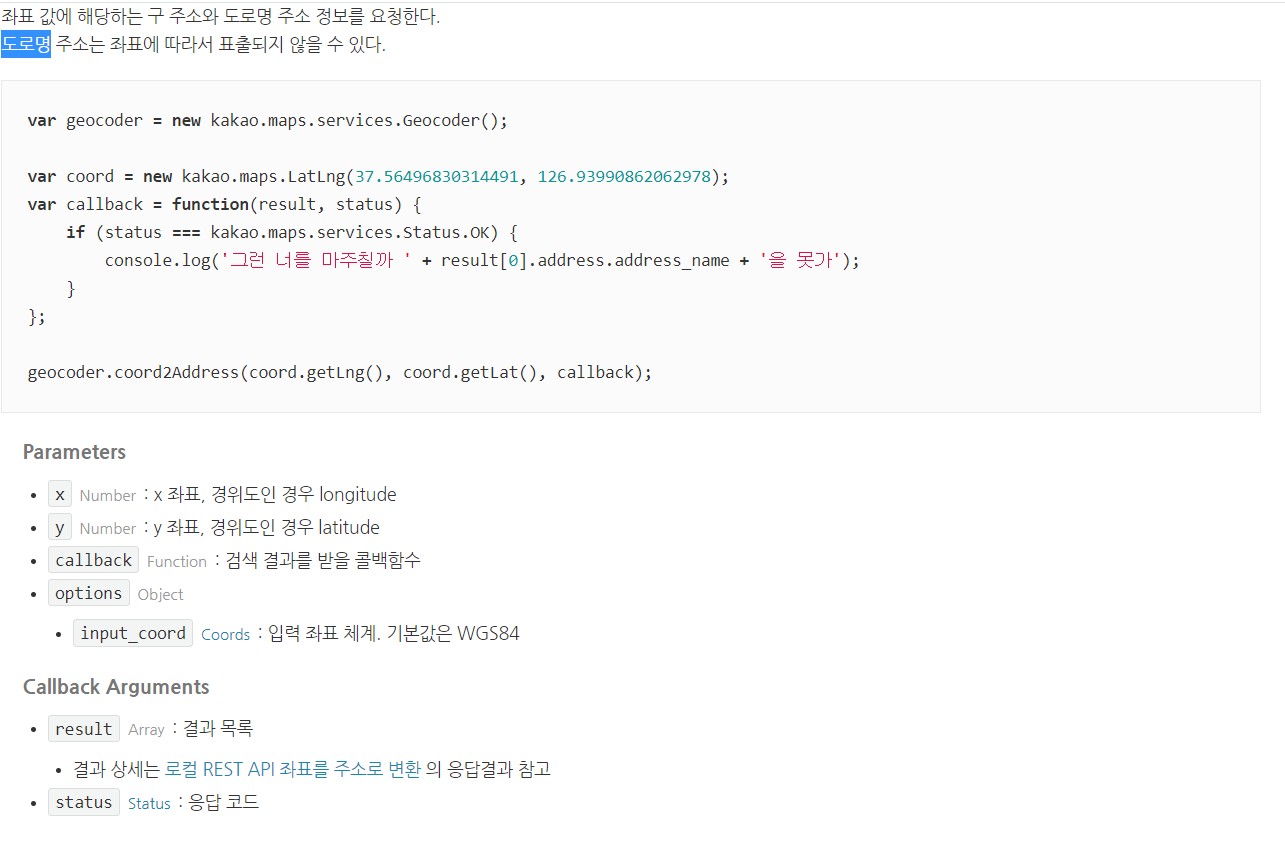 좌표 값에 해당하는 구 주소와 도로명 주소 정보를 요청한다.
도로명 주소는 좌표에 따라서 표출되지 않을 수 있다.
var geocoder = new kakao.maps.services.Geocoder();
var coord = new kakao.maps.LatLng(37.56496830314491, 126.93990862062978);
var callback = function(result, status) {
    if (status === kakao.maps.services.Status.OK) {
        console.log('그런 너를 마주칠까 ' + result[0].address.address_name + '을 못가');
    }
};
geocoder.coord2Address(coord.getLng(), coord.getLat(), callback);
Parameters
• x Number : x 좌표, 경위도인 경우 longitude
• y Number : y 좌표, 경위도인 경우 latitude
• callback Function : 검색 결과를 받을 콜백함수
• options Object
• input_coord Coords : 입력 좌표 체계. 기본값은 WGS84
Callback Arguments
• result Array : 결과 목록
• 결과 상세는 로컬 REST API 좌표를 주소로 변환 의 응답결과 참고
• status Status : 응답 코드